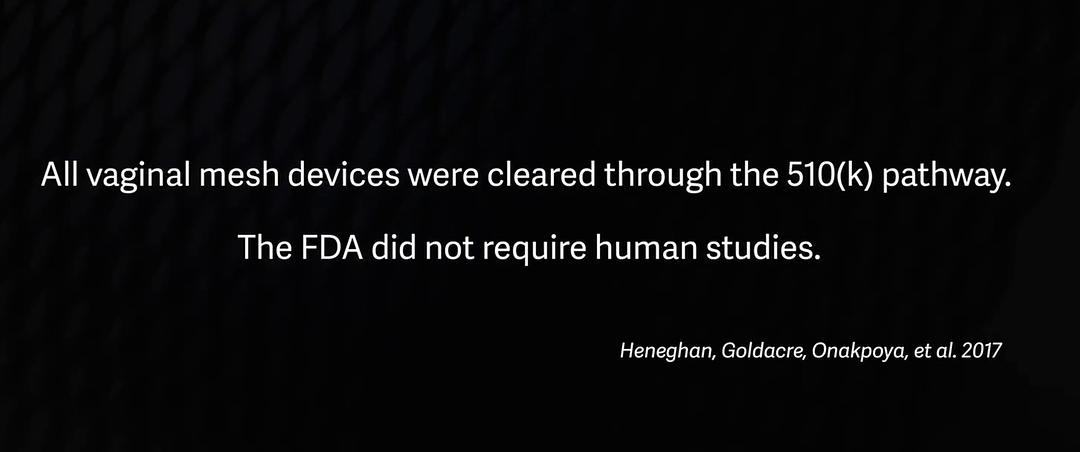 All vaginal mesh devices were cleared through the 510(k) pathway.
The FDA did not require human studies.
Heneghan, Goldacre, Onakpoya, et al. 2017